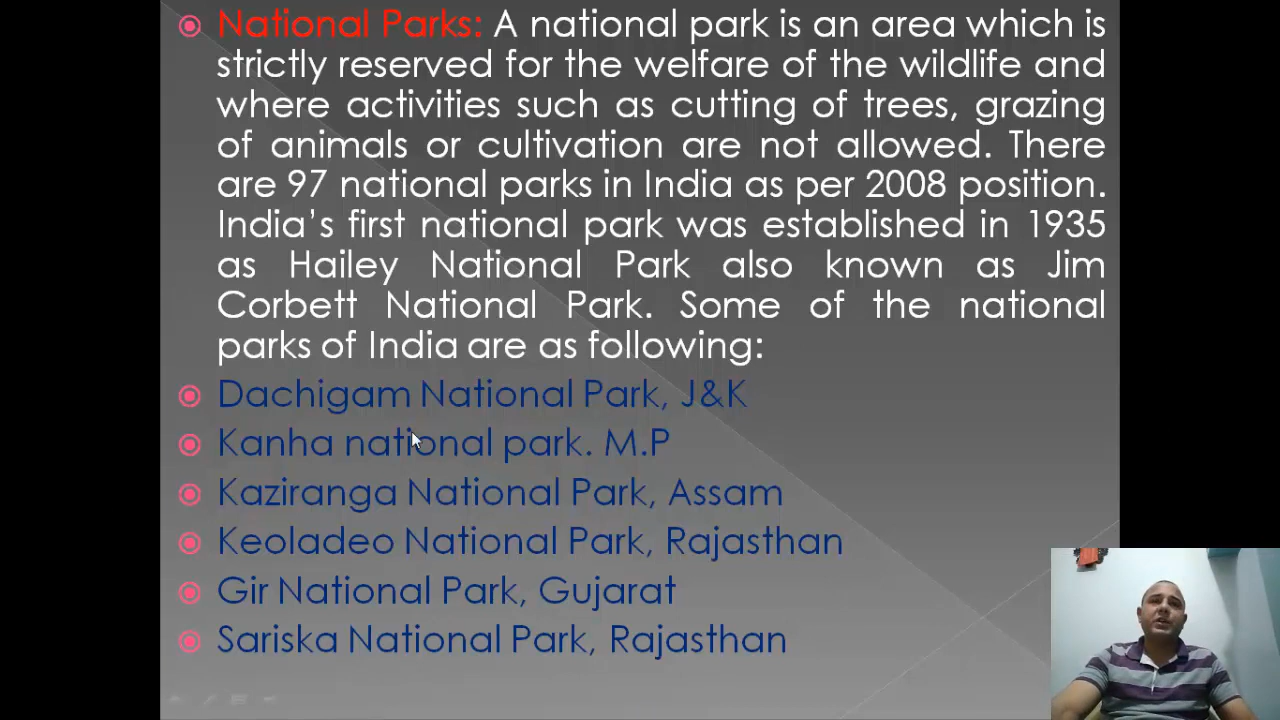 National Parks: A national park is an area which is
strictly reserved for the welfare of the wildlife and
where activities such as cutting of trees, grazing
of animals or cultivation are not allowed. There
are 97 national parks in India as per 2008 position.
India’s first national park was established in 1935
as Hailey National Park also known as Jim
Corbett National Park. Some of the national
parks of India are as following:
Dachigam National Park, J&K
Kanha national park. M.P
Kaziranga National Park, Assam
Keoladeo National Park, Rajasthan
Gir National Park, Gujarat
Sariska National Park, Rajasthan